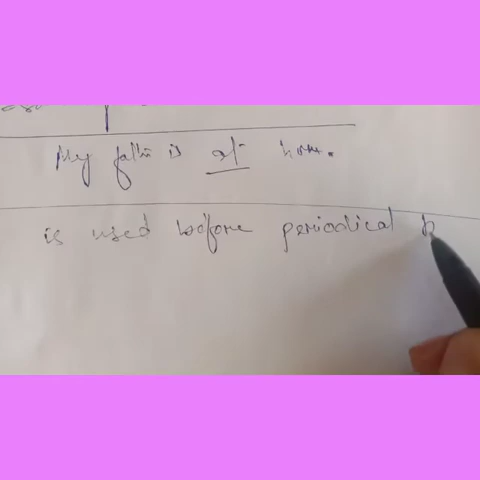 My father is at home.
is used before periodical